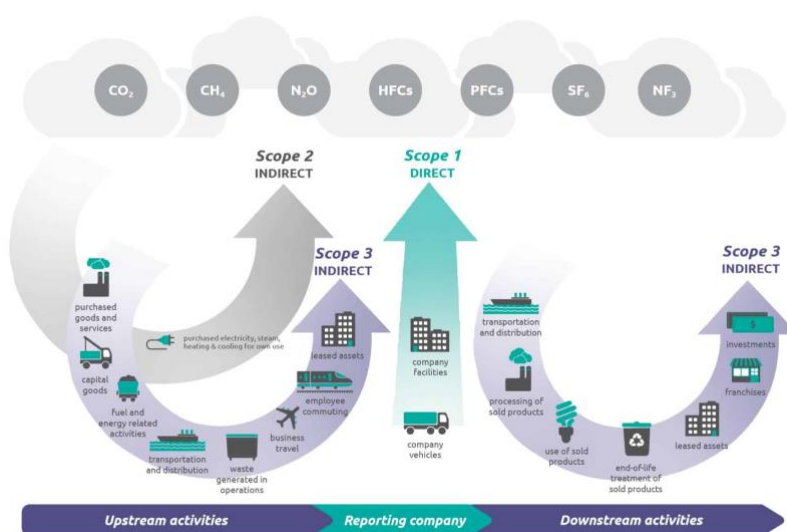 CO₂
CH₄
N₂O
HFCs
PFCs
SF₆
NF₃
Scope 2
INDIRECT
Scope 1
DIRECT
Scope 3
INDIRECT
Scope 3
INDIRECT
purchased
goods and
services
capital
goods
fuel and
energy related
activities
transportation
and distribution
waste
generated in
operations
business
travel
employee
commuting
leased assets
purchased electricity, steam,
heating & cooling for own use
company
facilities
company
vehicles
transportation
and distribution
processing of
sold products
use of sold
products
end-of-life
treatment of
sold products
leased assets
franchises
$
investments
Upstream activities
Reporting company
Downstream activities